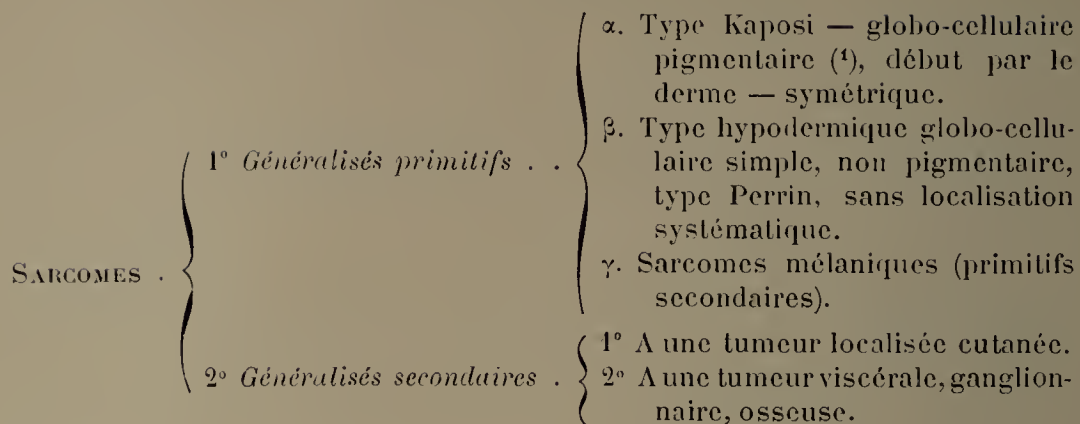 α. Type Kaposi — globo-cellulaire
pigmentaire (¹), début par le
derme — symétrique.
1° Généralisés primitifs . .
β. Type hypodermique globo-cellu-
laire simple, non pigmentaire,
type Perrin, sans localisation
systématique.
γ. Sarcomes mélaniques (primitifs
secondaires).
SARCOMES .
2° Généralisés secondaires .
1° A une tumeur localisée cutanée.
2° A une tumeur viscérale, ganglion-
naire, osseuse.